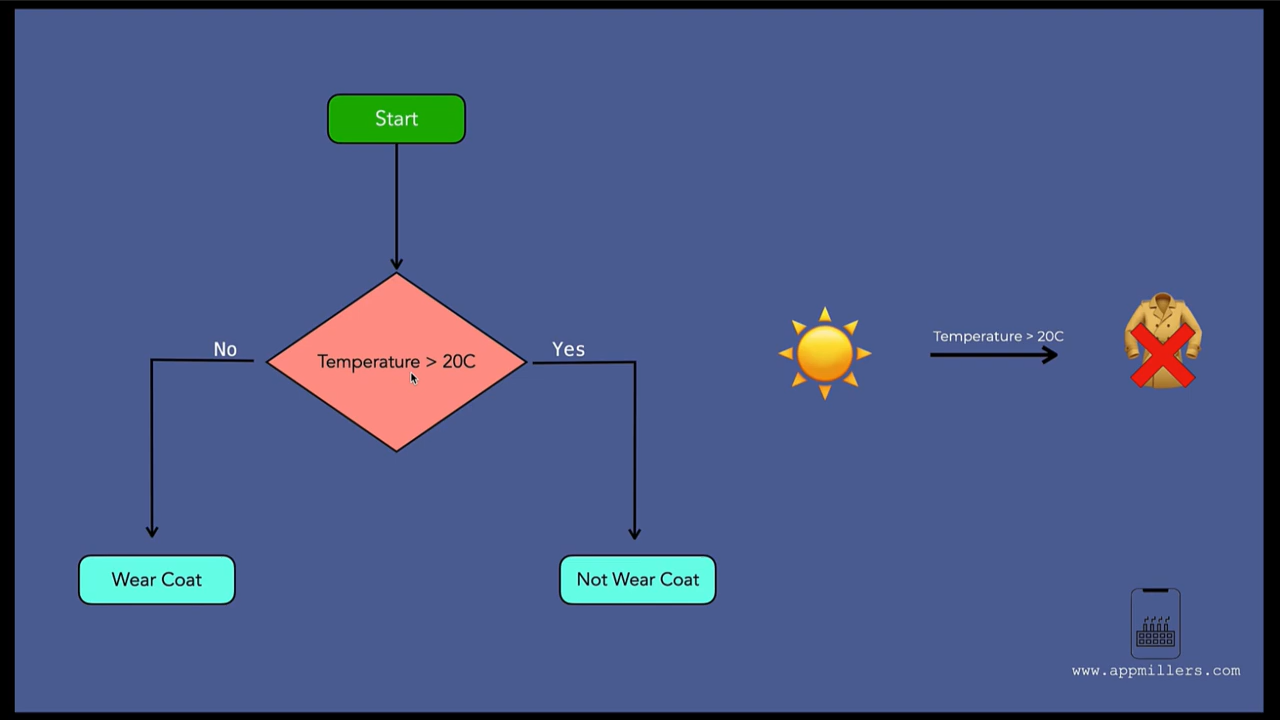 Start
No
Yes
Temperature > 20C
Temperature > 20C
Wear Coat
Not Wear Coat
www.appmillers.com